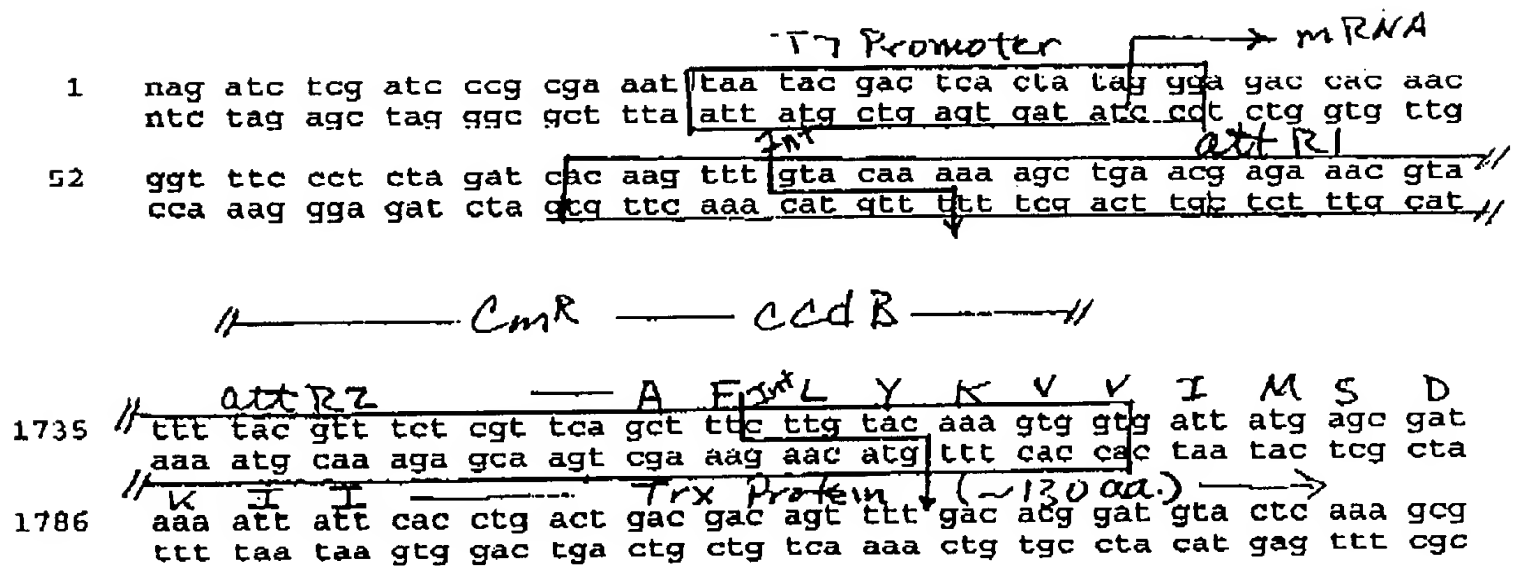 T7 Promoter mRNA
1 nag atc tcg atc ccg cga aat taa tac gac tca cta tag gga gac cac aac
ntc tag agc tag ggc gct tta att atg ctg agt gat atc cct ctg gtg ttg
Int attR1
52 ggt ttc cct cta gat cac aag ttt gta caa aaa agc tga acg aga aac gta
cca aag gga gat cta gtg ttc aaa cat gtt ttt tcg act tgc tct ttg cat
CmR ccdB
attR2 A F Int L Y K V V I M S D
1735 ttt tac gtt tct cgt tca gct ttc ttg tac aaa gtg gtg att atg agc gat
aaa atg caa aga gca agt cga aag aac atg ttt cac cac taa tac tcg cta
K I I Trx Protein (~130 aa.)
1786 aaa att att cac ctg act gac gac agt ttt gac acg gat gta ctc aaa gcg
ttt taa taa gtg gac tga ctg ctg tca aaa ctg tgc cta cat gag ttt cgc